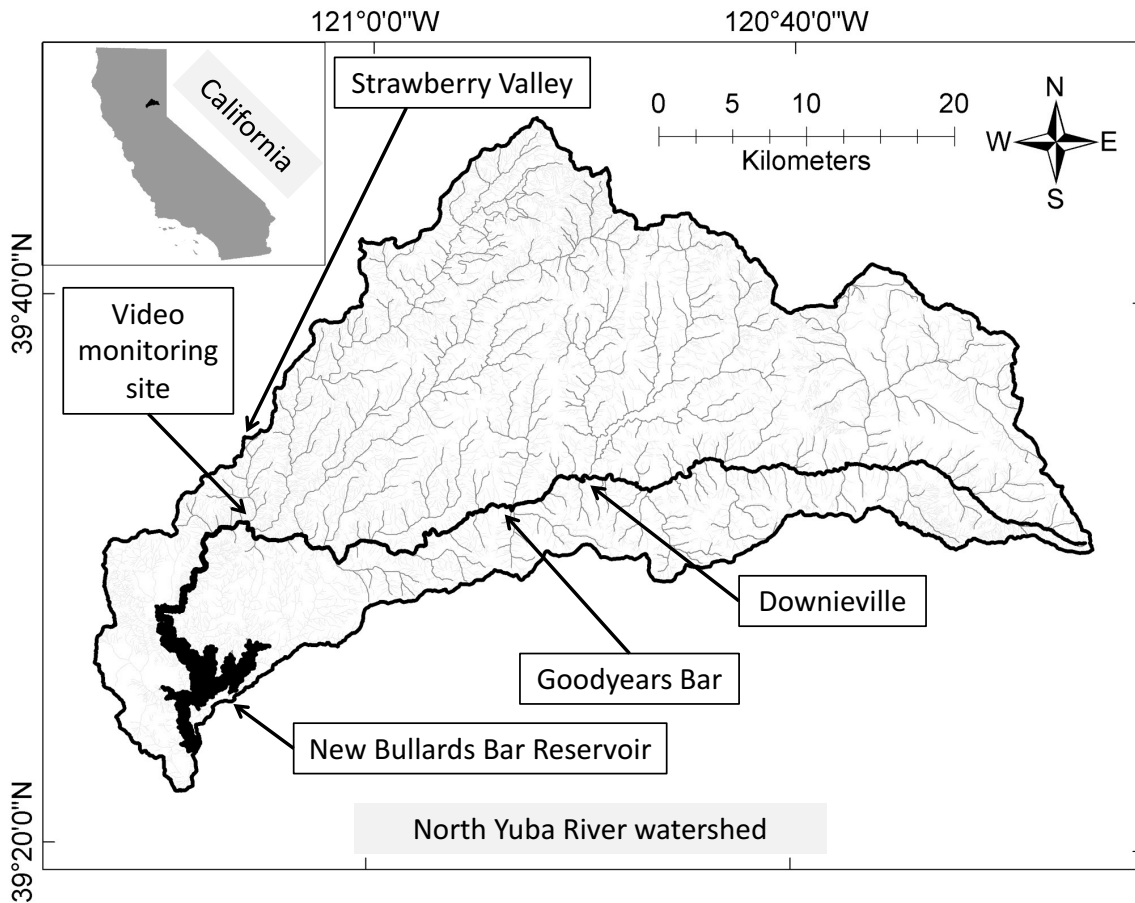 121°0'0"W
120°40'0"W
Strawberry Valley
California
0 5 10 20
Kilometers
N
W E
S
39°40'0"N
Video
monitoring
site
Downieville
Goodyears Bar
New Bullards Bar Reservoir
North Yuba River watershed
39°20'0"N